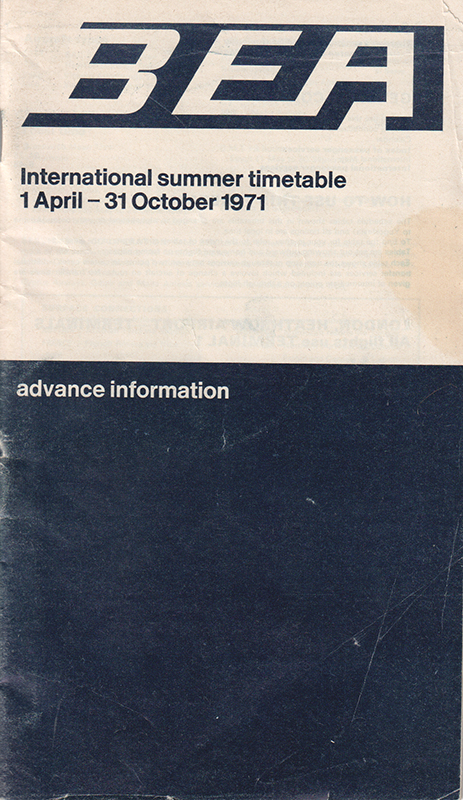 BEA
International summer timetable
1 April – 31 October 1971
advance information